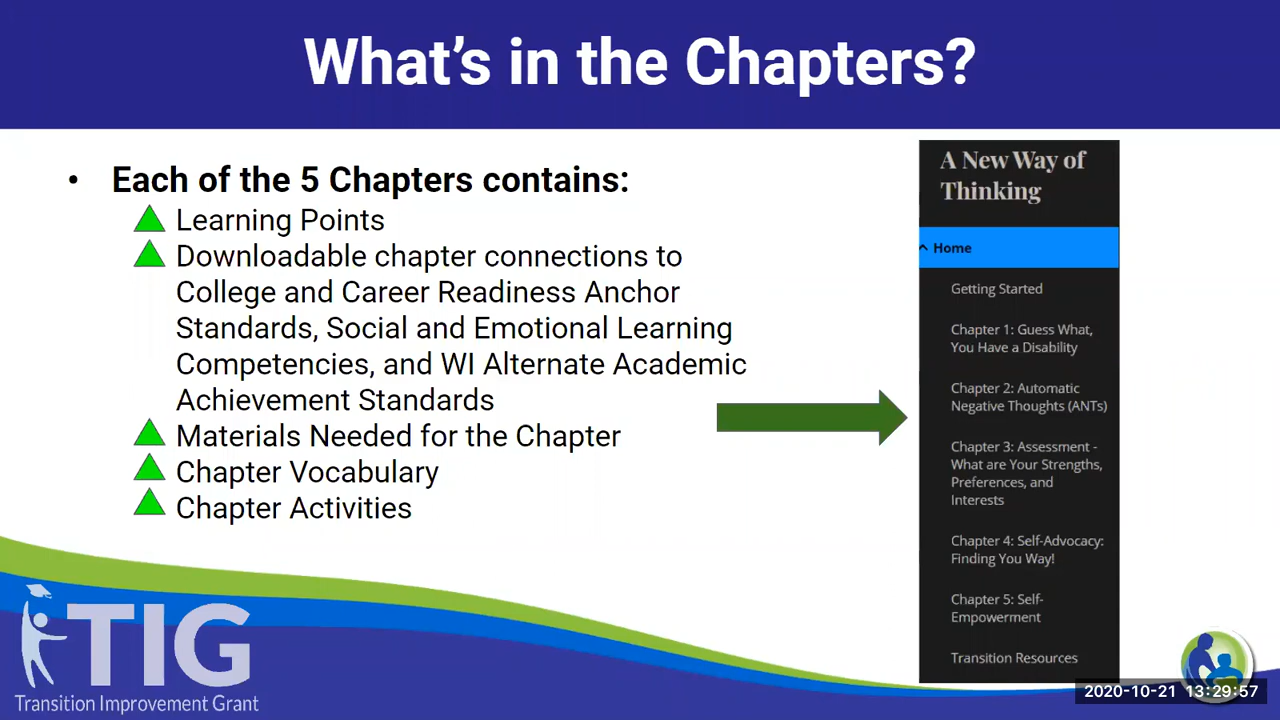 What's in the Chapters?
• Each of the 5 Chapters contains:
Learning Points
Downloadable chapter connections to
College and Career Readiness Anchor
Standards, Social and Emotional Learning
Competencies, and WI Alternate Academic
Achievement Standards
Materials Needed for the Chapter
Chapter Vocabulary
Chapter Activities
A New Way of
Thinking
Home
Getting Started
Chapter 1: Guess What,
You Have a Disability
Chapter 2: Automatic
Negative Thoughts (ANTs)
Chapter 3: Assessment -
What are Your Strengths,
Preferences, and
Interests
Chapter 4: Self-Advocacy:
Finding You Way!
Chapter 5: Self-
Empowerment
Transition Resources
TIG
Transition Improvement Grant
2020-10-21 13:29:57